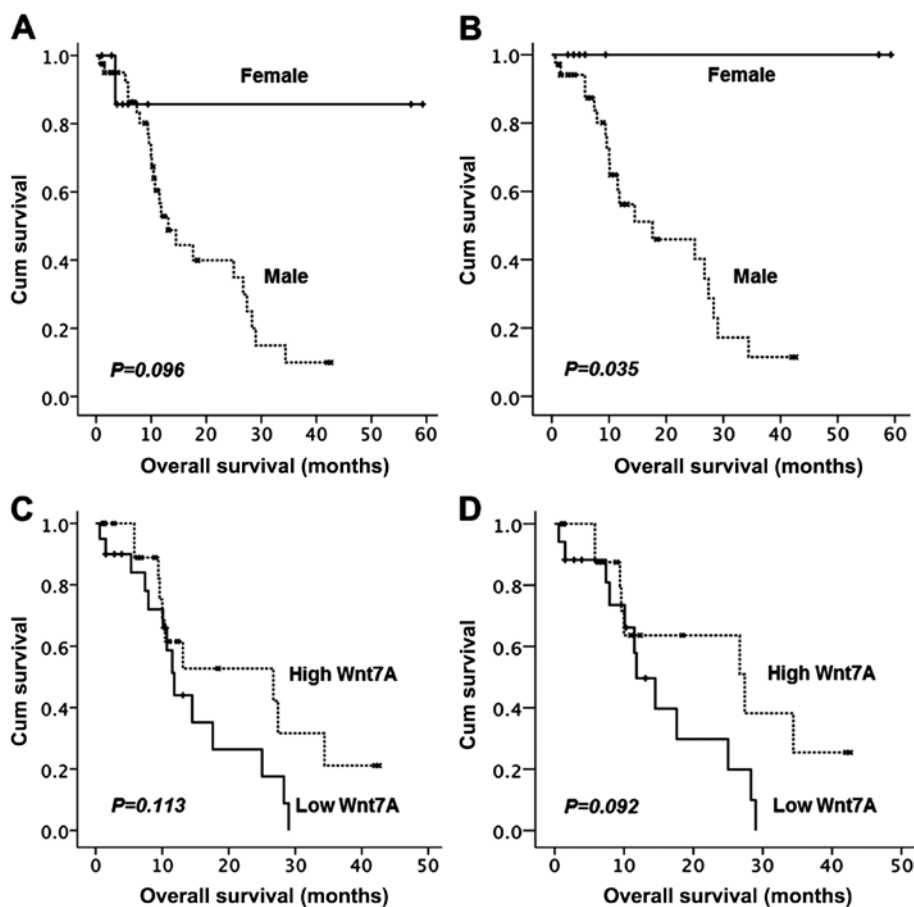 A
Cum survival
1.0
0.8
0.6
0.4
0.2
0.0
Female
Male
P=0.096
0 10 20 30 40 50 60
Overall survival (months)
B
Cum survival
1.0
0.8
0.6
0.4
0.2
0.0
Female
Male
P=0.035
0 10 20 30 40 50 60
Overall survival (months)
C
Cum survival
1.0
0.8
0.6
0.4
0.2
0.0
High Wnt7A
P=0.113
Low Wnt7A
0 10 20 30 40 50
Overall survival (months)
D
Cum survival
1.0
0.8
0.6
0.4
0.2
0.0
High Wnt7A
P=0.092
Low Wnt7A
0 10 20 30 40 50
Overall survival (months)